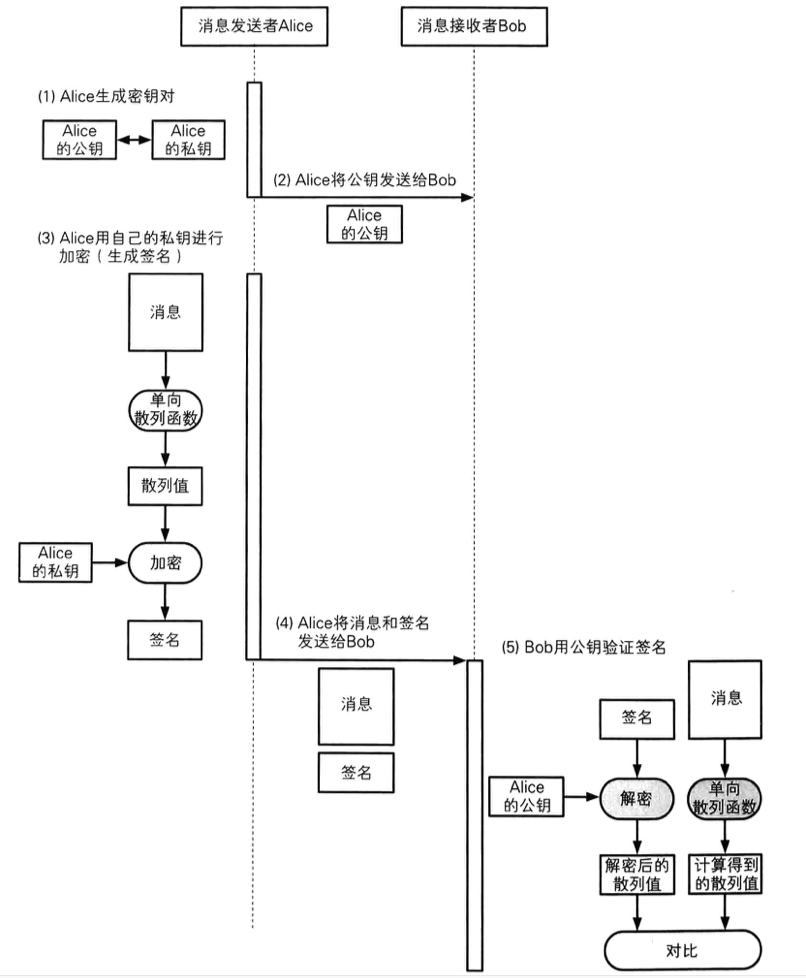 消息发送者Alice
消息接收者Bob
(1) Alice生成密钥对
Alice
的公钥
Alice
的私钥
(2) Alice将公钥发送给Bob
Alice
的公钥
(3) Alice用自己的私钥进行
加密（生成签名）
消息
单向
散列函数
散列值
Alice
的私钥
加密
签名
(4) Alice将消息和签名
发送给Bob
消息
签名
(5) Bob用公钥验证签名
签名
消息
Alice
的公钥
解密
单向
散列函数
解密后的
散列值
计算得到
的散列值
对比